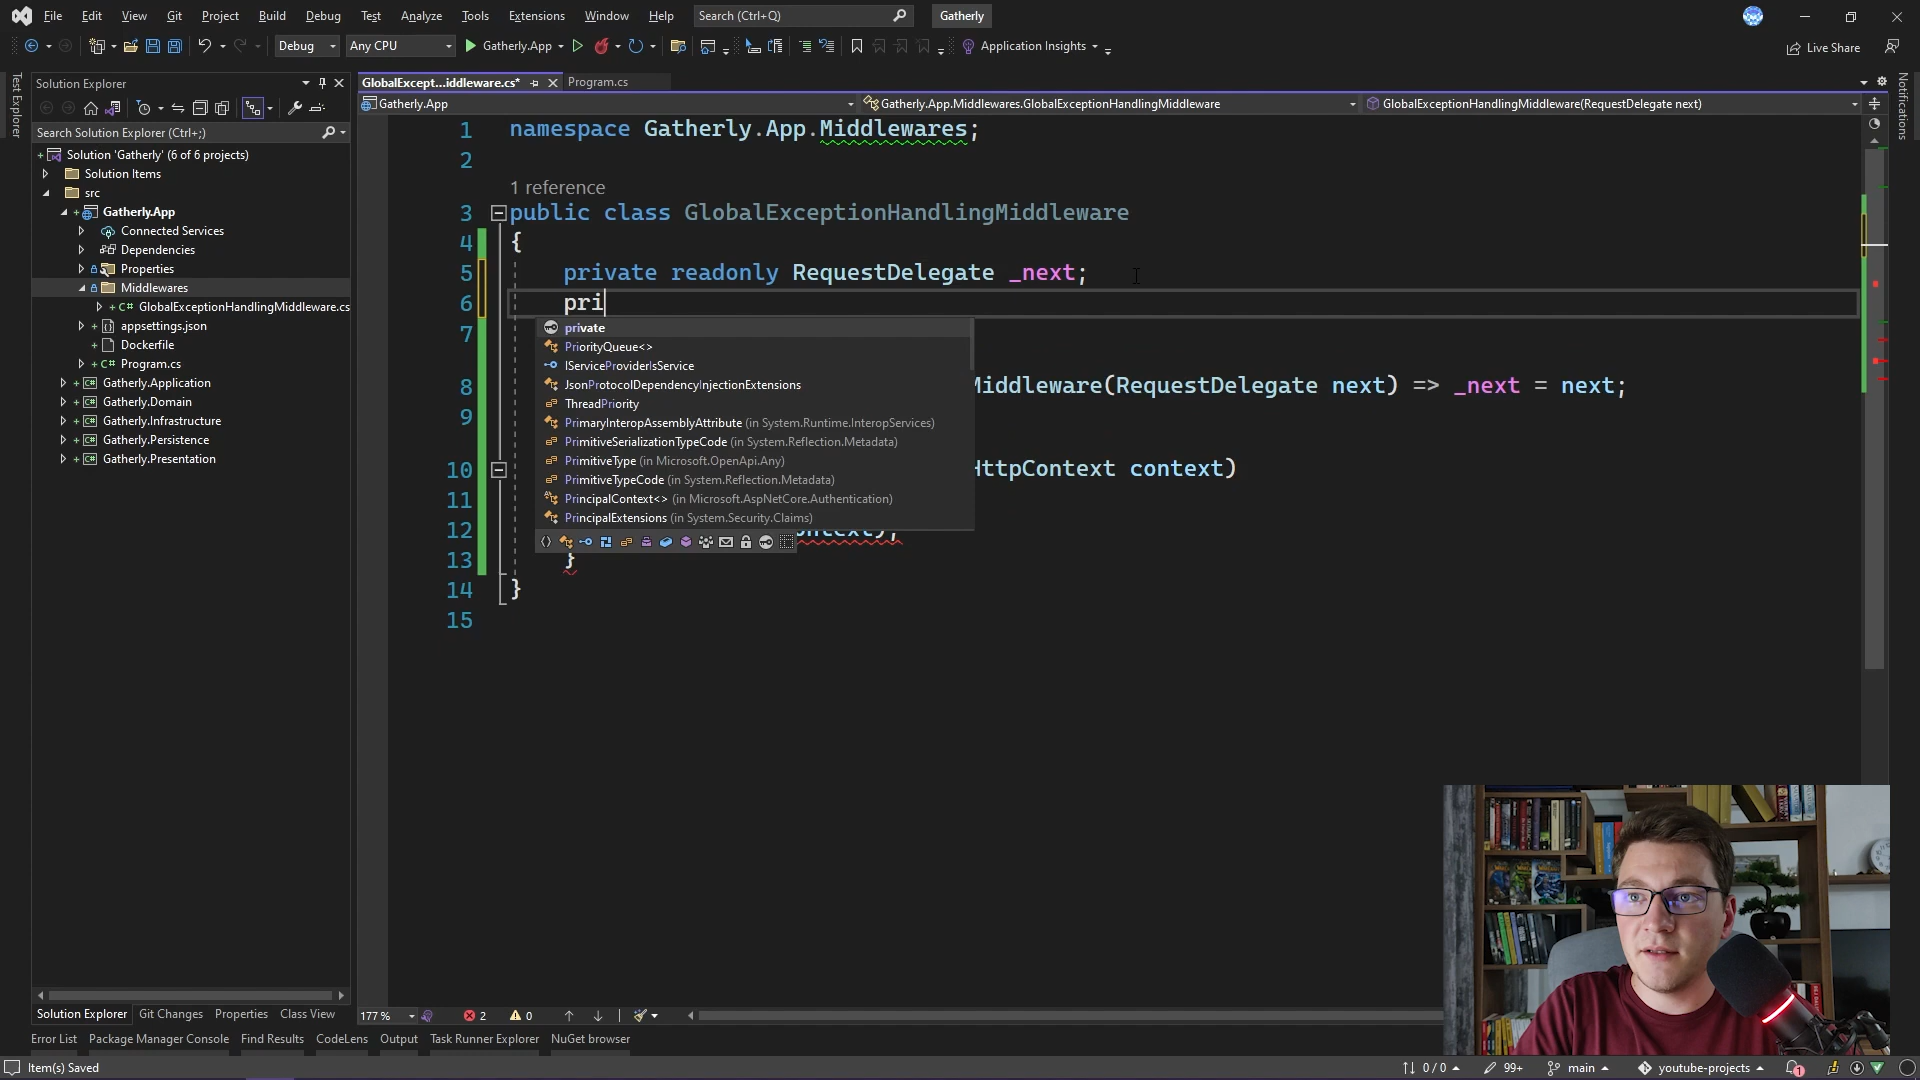 File Edit View Git Project Build Debug Test Analyze Tools Extensions Window Help Search (Ctrl+Q) Gatherly
Debug Any CPU Gatherly.App Application Insights Live Share
Test Explorer
Solution Explorer
Search Solution Explorer (Ctrl+;)
Solution 'Gatherly' (6 of 6 projects)
Solution Items
src
Gatherly.App
Connected Services
Dependencies
Properties
Middlewares
GlobalExceptionHandlingMiddleware.cs
appsettings.json
Dockerfile
Program.cs
Gatherly.Application
Gatherly.Domain
Gatherly.Infrastructure
Gatherly.Persistence
Gatherly.Presentation
Solution Explorer Git Changes Properties Class View
GlobalExcept...iddleware.cs* Program.cs
Gatherly.App Gatherly.App.Middlewares.GlobalExceptionHandlingMiddleware GlobalExceptionHandlingMiddleware(RequestDelegate next)
1 namespace Gatherly.App.Middlewares;
2
1 reference
3 public class GlobalExceptionHandlingMiddleware
4 {
5 private readonly RequestDelegate _next;
6 pri
7
8 Middleware(RequestDelegate next) => _next = next;
9
10 HttpContext context)
11
12 ontext);
13 }
14 }
15
private
PriorityQueue<>
IServiceProviderIsService
JsonProtocolDependencyInjectionExtensions
ThreadPriority
PrimaryInteropAssemblyAttribute (in System.Runtime.InteropServices)
PrimitiveSerializationTypeCode (in System.Reflection.Metadata)
PrimitiveType (in Microsoft.OpenApi.Any)
PrimitiveTypeCode (in System.Reflection.Metadata)
PrincipalContext<> (in Microsoft.AspNetCore.Authentication)
PrincipalExtensions (in System.Security.Claims)
Notifications
177 % 2 0
Error List Package Manager Console Find Results CodeLens Output Task Runner Explorer NuGet browser
Item(s) Saved 0 / 0 99+ main youtube-projects 1